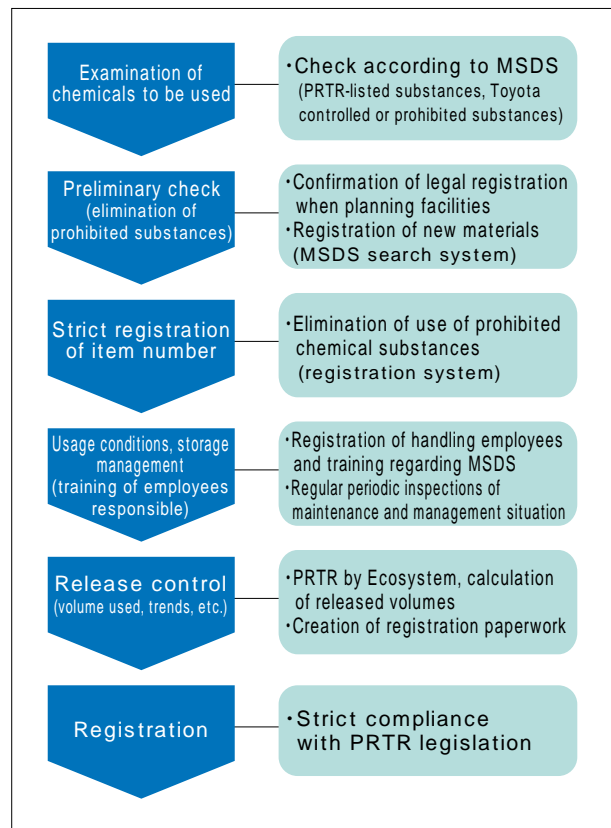 Examination of
chemicals to be used
・Check according to MSDS
(PRTR-listed substances, Toyota
controlled or prohibited substances)
Preliminary check
(elimination of
prohibited substances)
・Confirmation of legal registration
when planning facilities
・Registration of new materials
(MSDS search system)
Strict registration
of item number
・Elimination of use of prohibited
chemical substances
(registration system)
Usage conditions, storage
management
(training of employees
responsible)
・Registration of handling employees
and training regarding MSDS
・Regular periodic inspections of
maintenance and management situation
Release control
(volume used, trends, etc.)
・PRTR by Ecosystem, calculation
of released volumes
・Creation of registration paperwork
Registration
・Strict compliance
with PRTR legislation